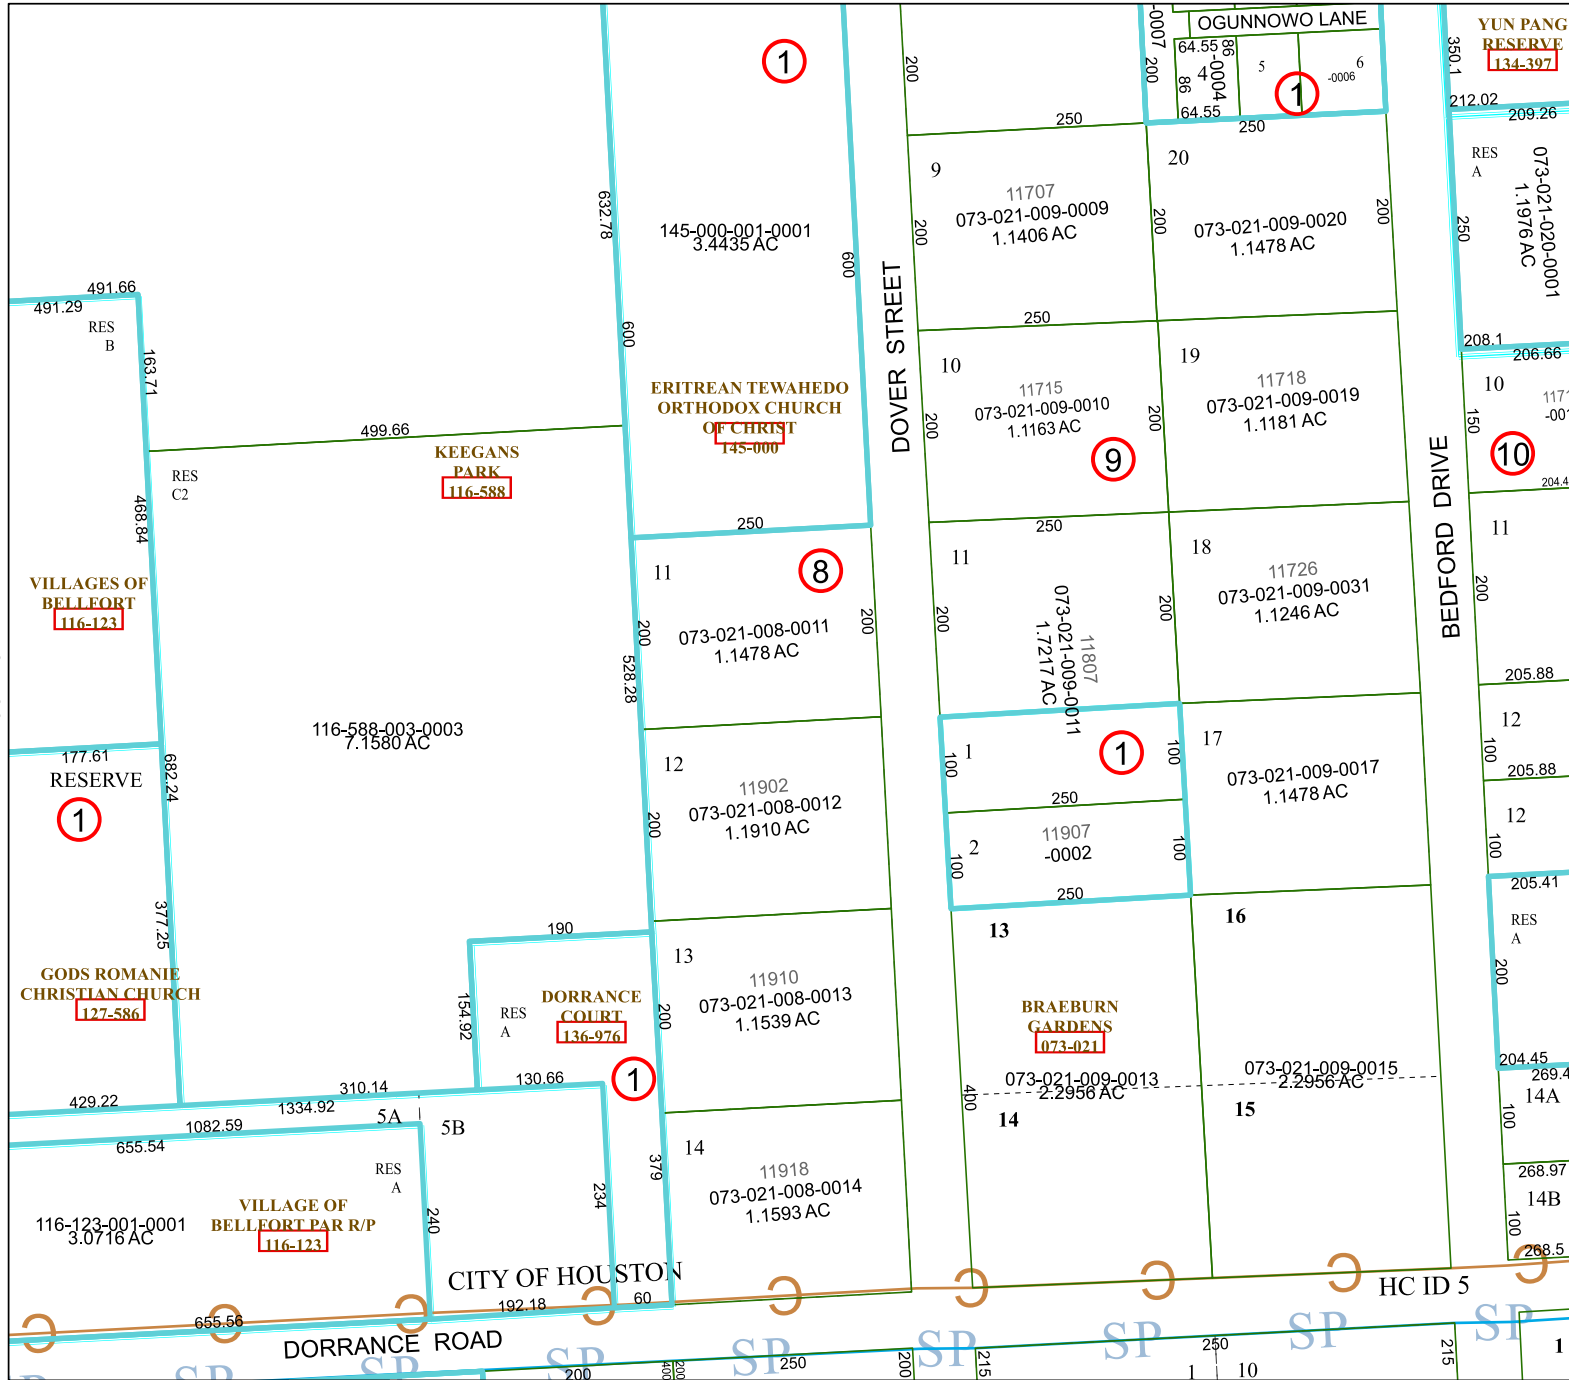 OGUNNOWO LANE
-0007
200
64.55
86
4
-0004
86
64.55
5
6
-0006
1
250
350.1
YUN PANG
RESERVE
134-397
212.02
209.26
RES
A
073-021-020-0001
1.1976 AC
250
208.1
206.66
1
632.78
145-000-001-0001
3.4435 AC
600
600
ERITREAN TEWAHEDO
ORTHODOX CHURCH
OF CHRIST
145-000
250
DOVER STREET
200
250
9
11707
073-021-009-0009
1.1406 AC
200
200
250
20
073-021-009-0020
1.1478 AC
200
10
11715
073-021-009-0010
1.1163 AC
200
200
9
250
19
11718
073-021-009-0019
1.1181 AC
BEDFORD DRIVE
10
150
10
204.4
491.66
491.29
RES
B
163.71
499.66
KEEGANS
PARK
116-588
RES
C2
468.84
VILLAGES OF
BELLFORT
116-123
116-588-003-0003
7.1580 AC
528.28
177.61
RESERVE
1
682.24
377.25
GODS ROMANIE
CHRISTIAN CHURCH
127-586
8
11
200
200
073-021-008-0011
1.1478 AC
12
11902
073-021-008-0012
1.1910 AC
200
13
11910
073-021-008-0013
1.1539 AC
200
14
11918
073-021-008-0014
1.1593 AC
379
11
200
200
11807
073-021-009-0011
1.7217 AC
18
11726
073-021-009-0031
1.1246 AC
1
100
100
1
250
2
11907
-0002
100
100
250
17
073-021-009-0017
1.1478 AC
11
200
205.88
12
100
205.88
12
100
205.41
RES
A
200
204.45
269.4
14A
100
268.97
14B
100
268.5
13
16
BRAEBURN
GARDENS
073-021
073-021-009-0013
2.2956 AC
400
14
073-021-009-0015
2.2956 AC
15
190
154.92
RES
A
DORRANCE
COURT
136-976
1
130.66
310.14
429.22
1334.92
1082.59
655.54
5A
5B
RES
A
VILLAGE OF
BELLFORT PAR R/P
116-123
116-123-001-0001
3.0716 AC
240
234
CITY OF HOUSTON
192.18
60
655.56
HC ID 5
DORRANCE ROAD
SP
SP
SP
SP
SP
SP
SP
SP
200
400
200
250
200
215
250
1
10
215
1